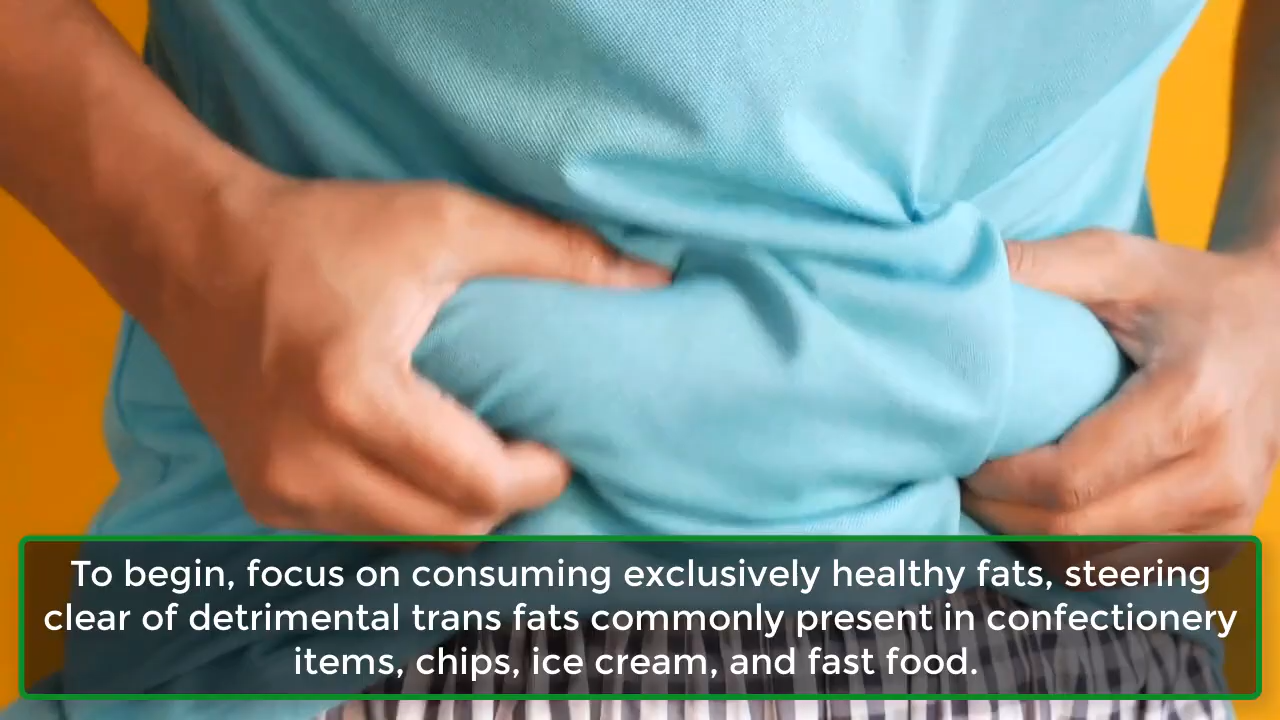 To begin, focus on consuming exclusively healthy fats, steering
clear of detrimental trans fats commonly present in confectionery
items, chips, ice cream, and fast food.